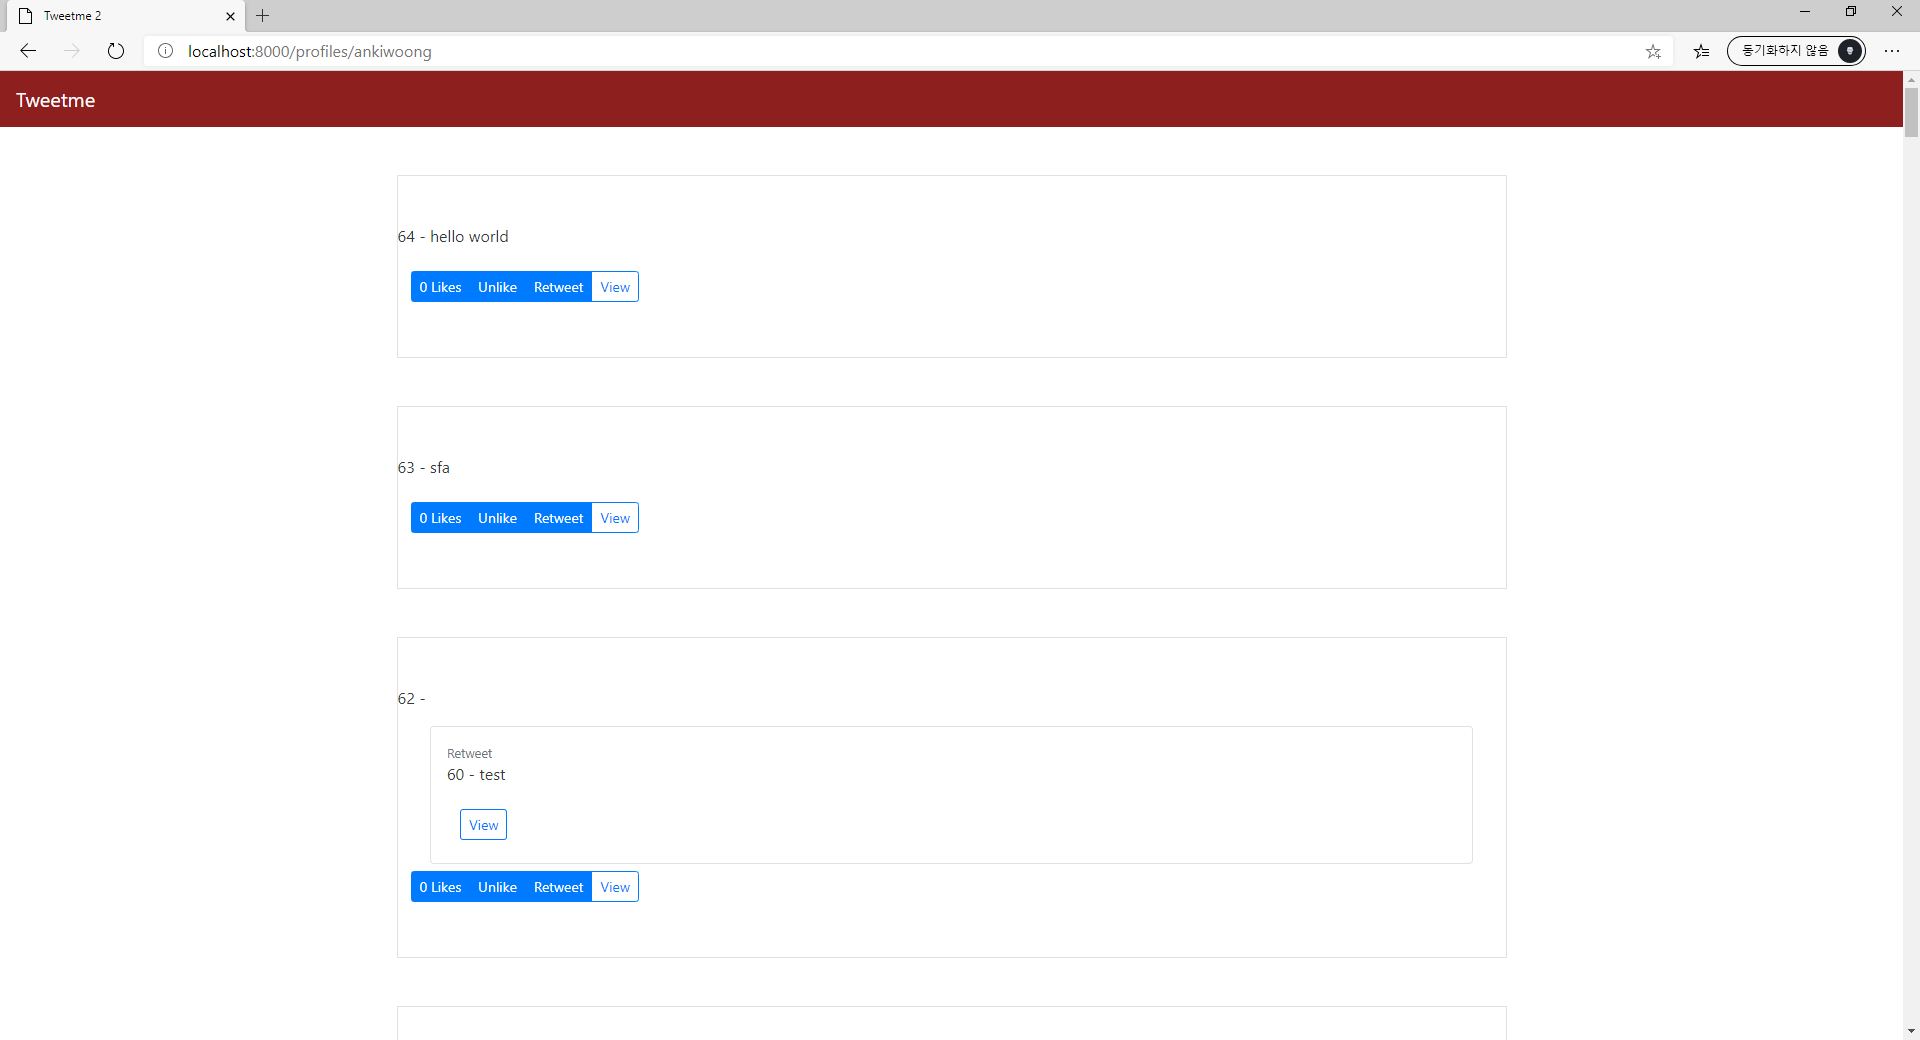 Tweetme 2
localhost:8000/profiles/ankiwoong
동기화하지 않음
Tweetme
64 - hello world
0 Likes Unlike Retweet View
63 - sfa
0 Likes Unlike Retweet View
62 -
Retweet
60 - test
View
0 Likes Unlike Retweet View